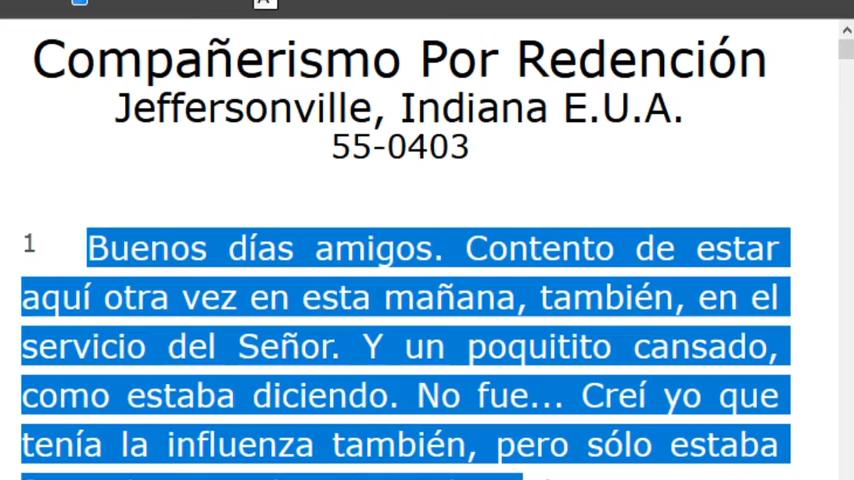 Compañerismo Por Redención
Jeffersonville, Indiana E.U.A.
55-0403
1 Buenos días amigos. Contento de estar
aquí otra vez en esta mañana, también, en el
servicio del Señor. Y un poquitito cansado,
como estaba diciendo. No fue... Creí yo que
tenía la influenza también, pero sólo estaba